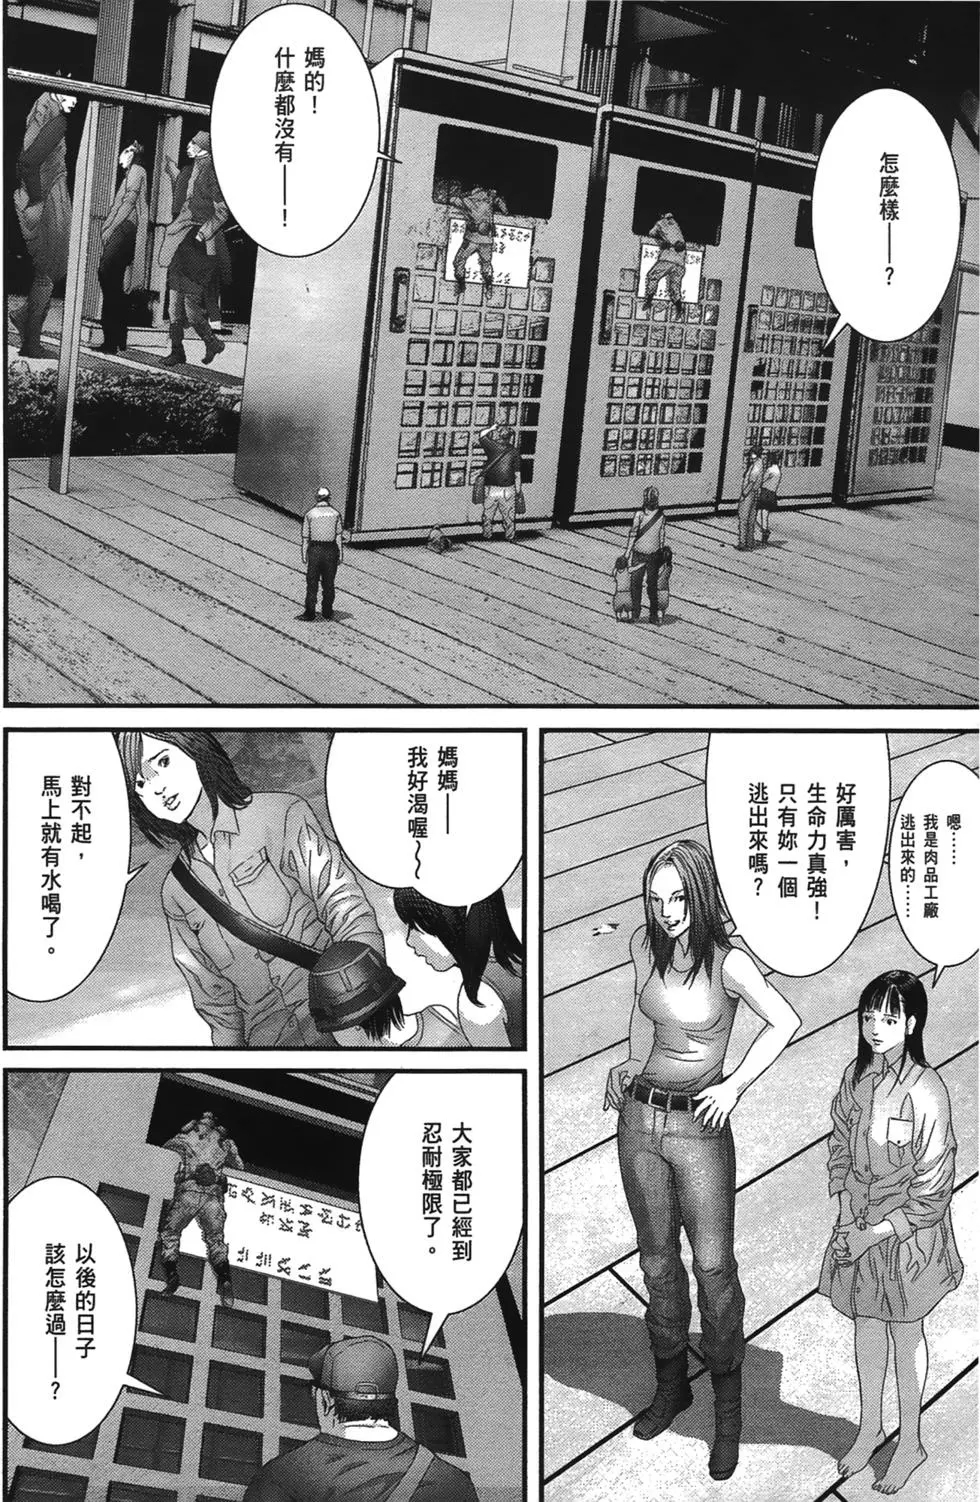 怎麼樣——？
媽的！
什麼都沒有——！
嗯……
我是肉品工廠
逃出來的……
好厲害，
生命力真強！
只有妳一個
逃出來嗎？
媽媽——
我好渴喔～
對不起，
馬上就有水喝了。
大家都已經到
忍耐極限了。
以後的日子
該怎麼過——？